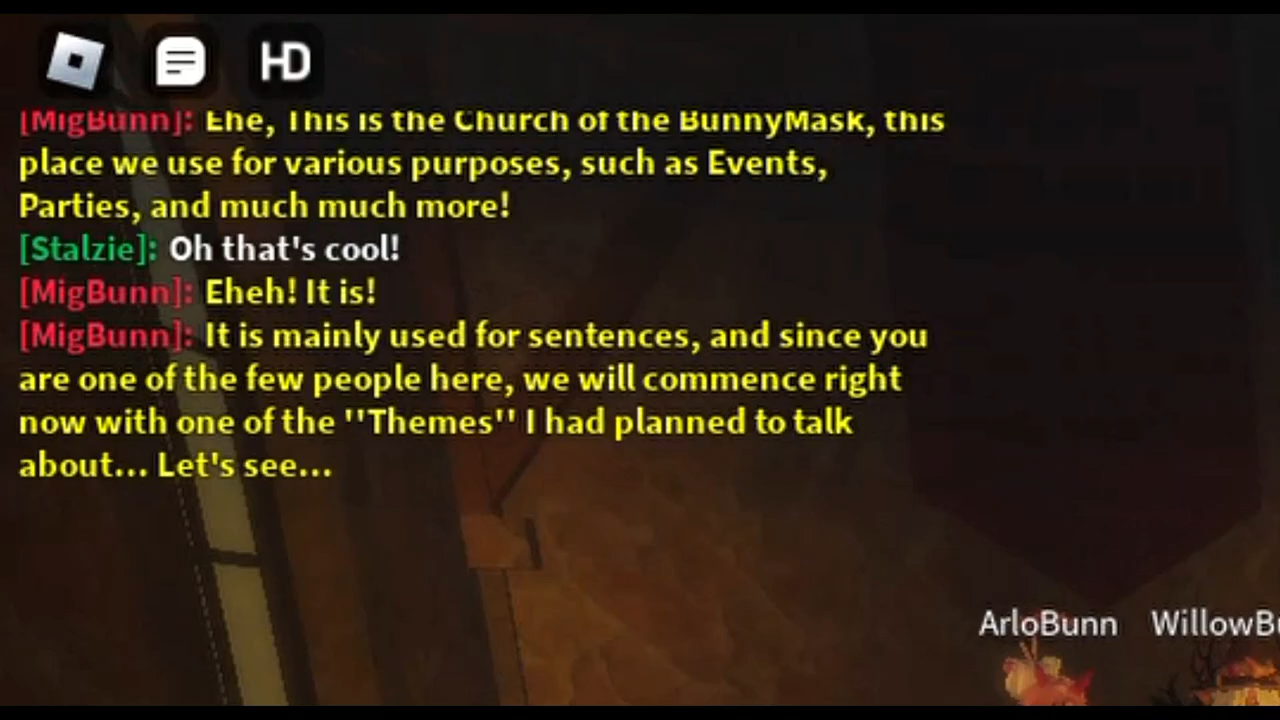 HD
[MigBunn]: Ehe, This is the Church of the BunnyMask, this
place we use for various purposes, such as Events,
Parties, and much much more!
[Stalzie]: Oh that's cool!
[MigBunn]: Eheh! It is!
[MigBunn]: It is mainly used for sentences, and since you
are one of the few people here, we will commence right
now with one of the ''Themes'' I had planned to talk
about... Let's see...
ArloBunn WillowBu